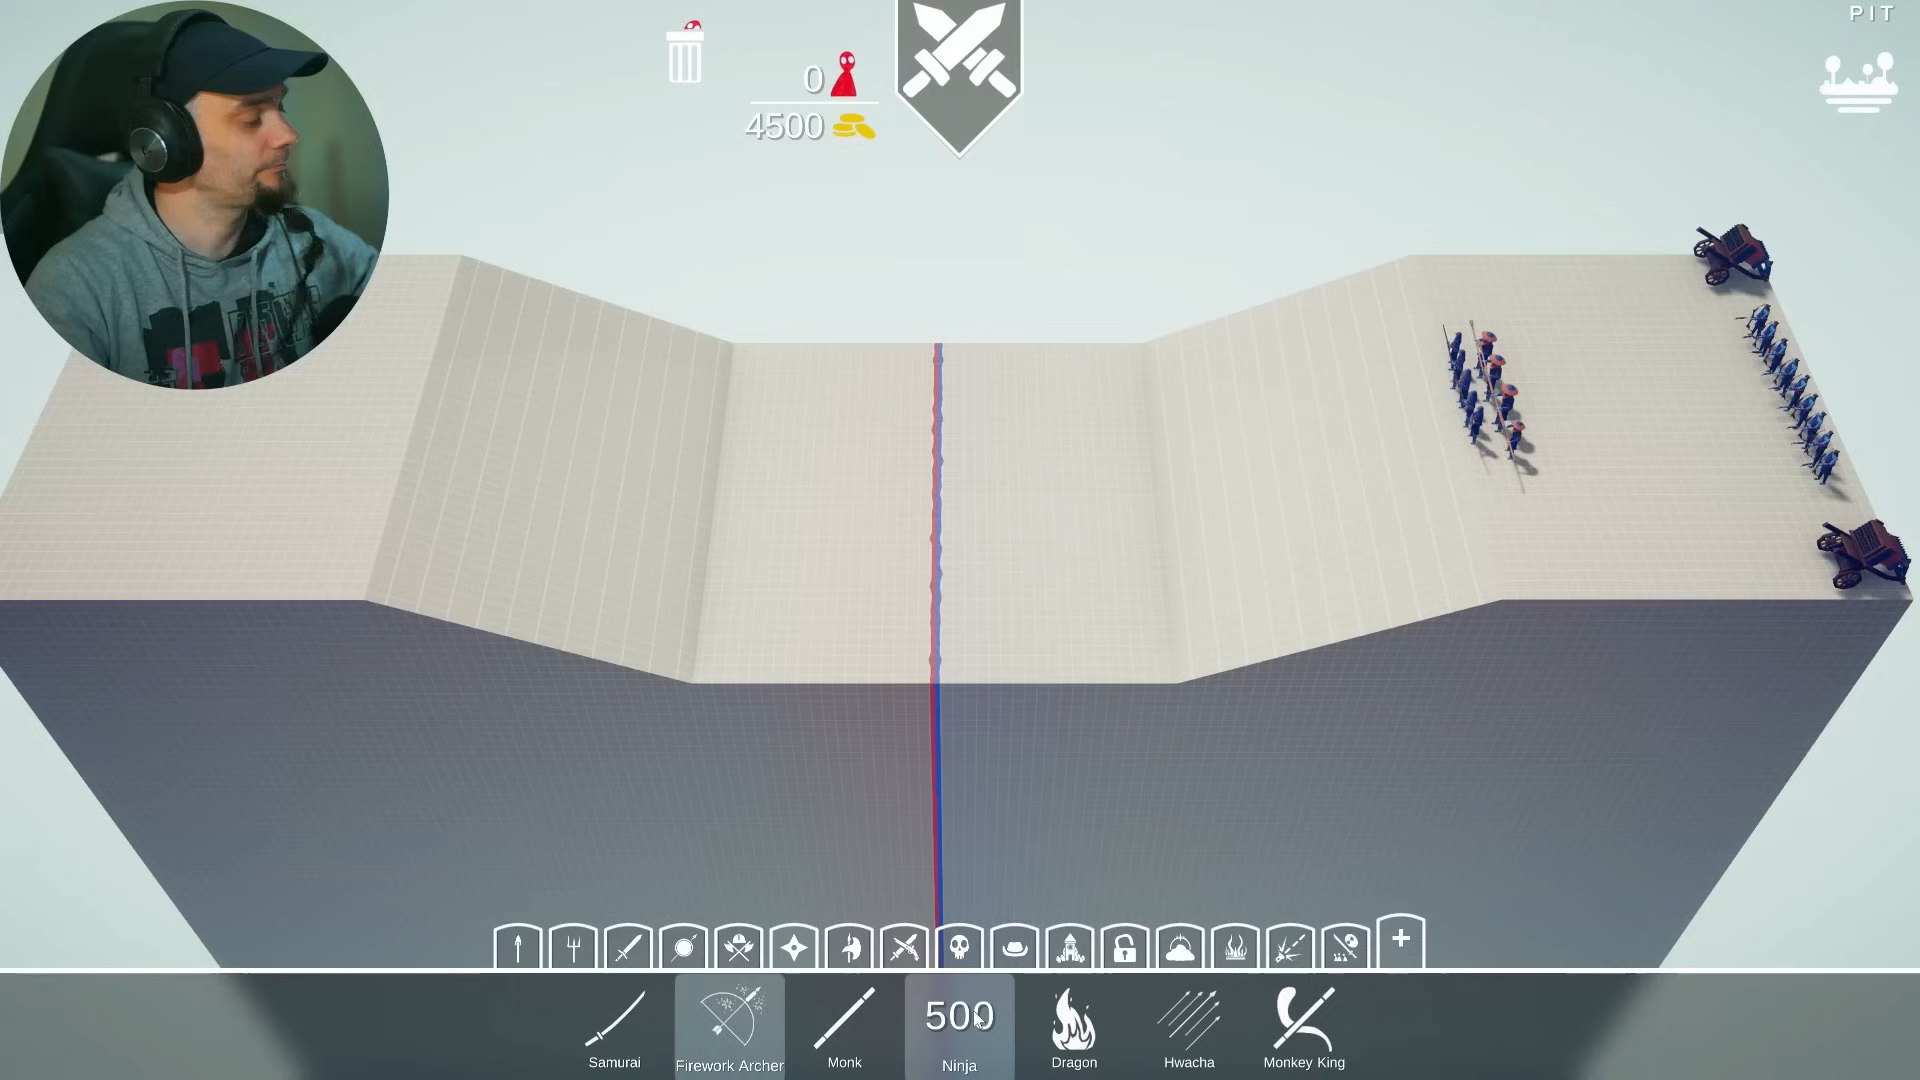 PIT
0
4500
500
Samurai
Firework Archer
Monk
Ninja
Dragon
Hwacha
Monkey King